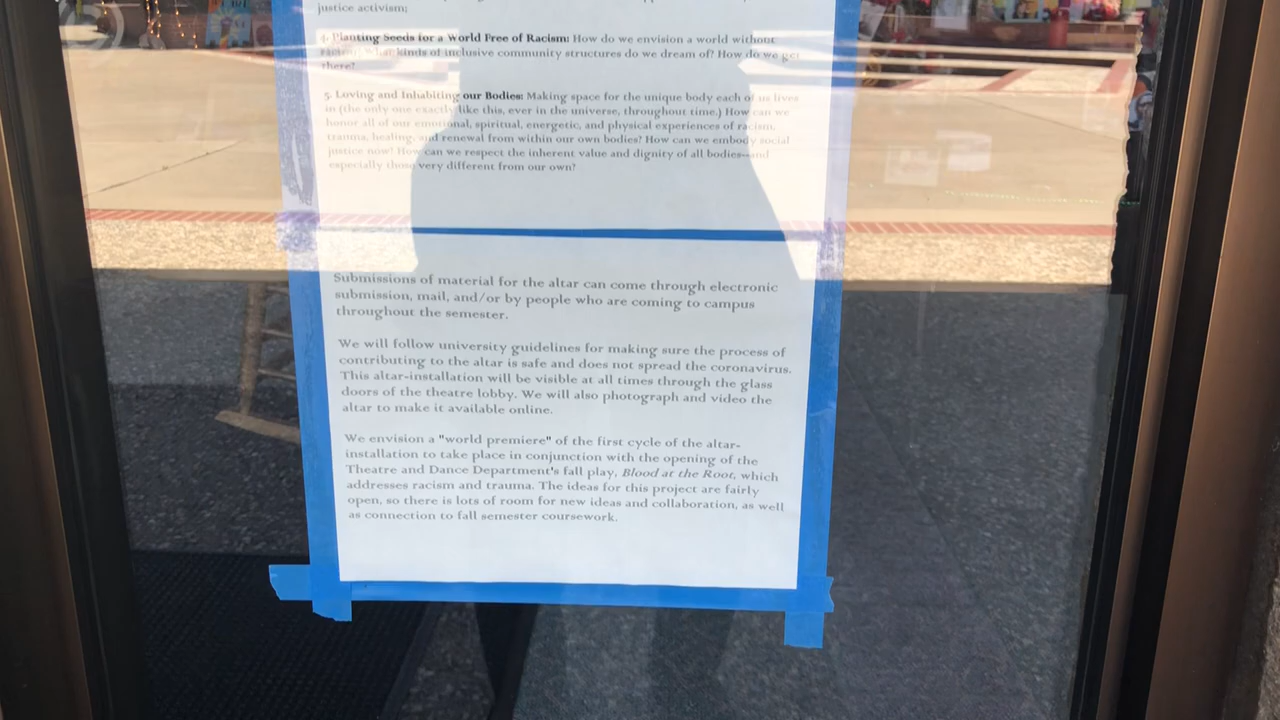 justice activism;
4. Planting Seeds for a World Free of Racism: How do we envision a world without
racism? What kinds of inclusive community structures do we dream of? How do we get
there?
5. Loving and Inhabiting our Bodies: Making space for the unique body each of us lives
in (the only one exactly like this, ever in the universe, throughout time.) How can we
honor all of our emotional, spiritual, energetic, and physical experiences of racism,
trauma, healing, and renewal from within our own bodies? How can we embody social
justice now? How can we respect the inherent value and dignity of all bodies--and
especially those very different from our own?
Submissions of material for the altar can come through electronic
submission, mail, and/or by people who are coming to campus
throughout the semester.
We will follow university guidelines for making sure the process of
contributing to the altar is safe and does not spread the coronavirus.
This altar-installation will be visible at all times through the glass
doors of the theatre lobby. We will also photograph and video the
altar to make it available online.
We envision a "world premiere" of the first cycle of the altar-
installation to take place in conjunction with the opening of the
Theatre and Dance Department's fall play, Blood at the Root, which
addresses racism and trauma. The ideas for this project are fairly
open, so there is lots of room for new ideas and collaboration, as well
as connection to fall semester coursework.